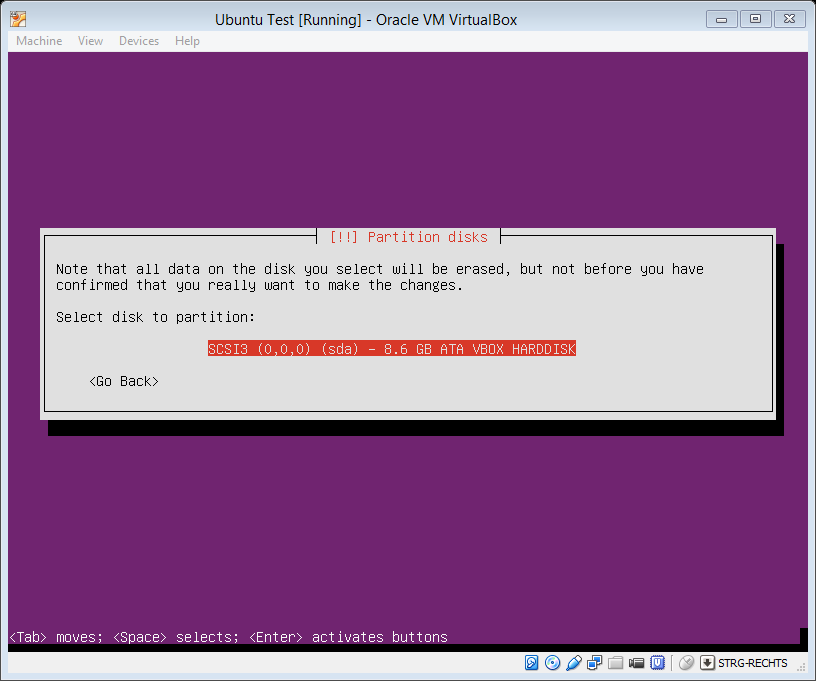 Ubuntu Test [Running] - Oracle VM VirtualBox
Machine View Devices Help
[!!] Partition disks
Note that all data on the disk you select will be erased, but not before you have
confirmed that you really want to make the changes.
Select disk to partition:
SCSI3 (0,0,0) (sda) - 8.6 GB ATA VBOX HARDDISK
<Go Back>
<Tab> moves; <Space> selects; <Enter> activates buttons
STRG-RECHTS